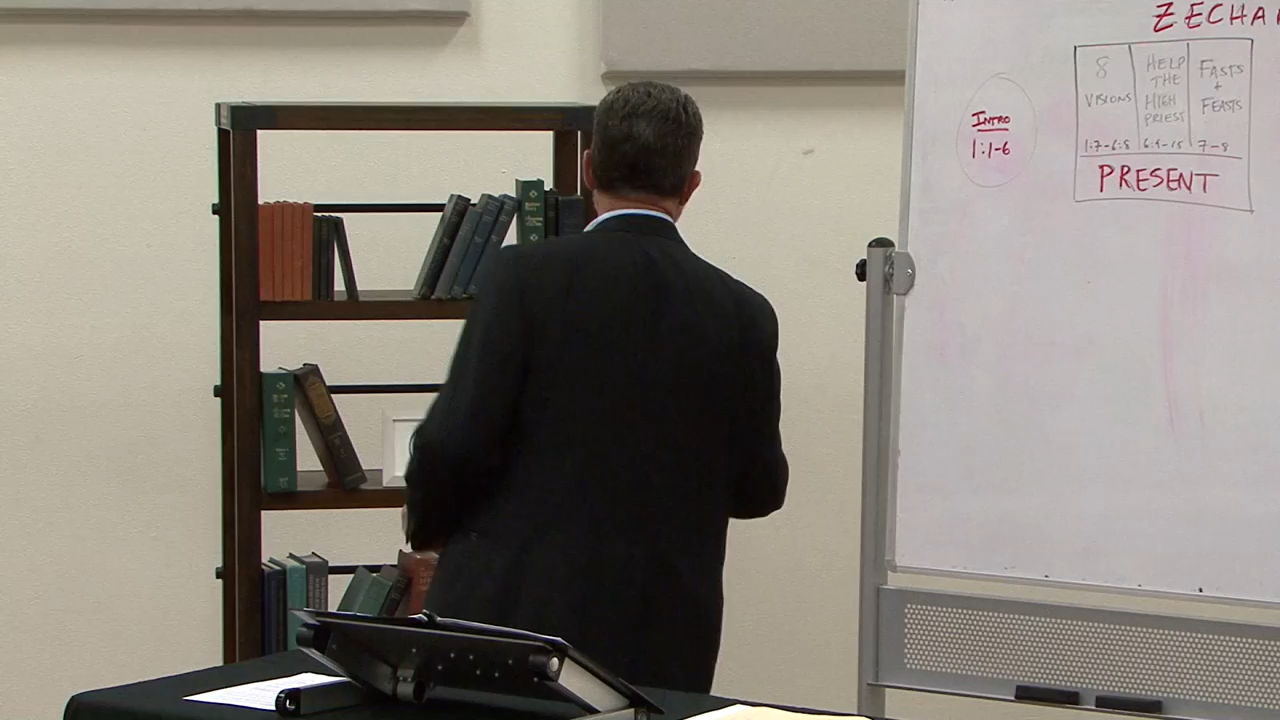 ZECHA
INTRO
1:1-6
8
VISIONS
1:7-6:8
HELP
THE
HIGH
PRIEST
6:9-15
FASTS
+
FEASTS
7-8
PRESENT